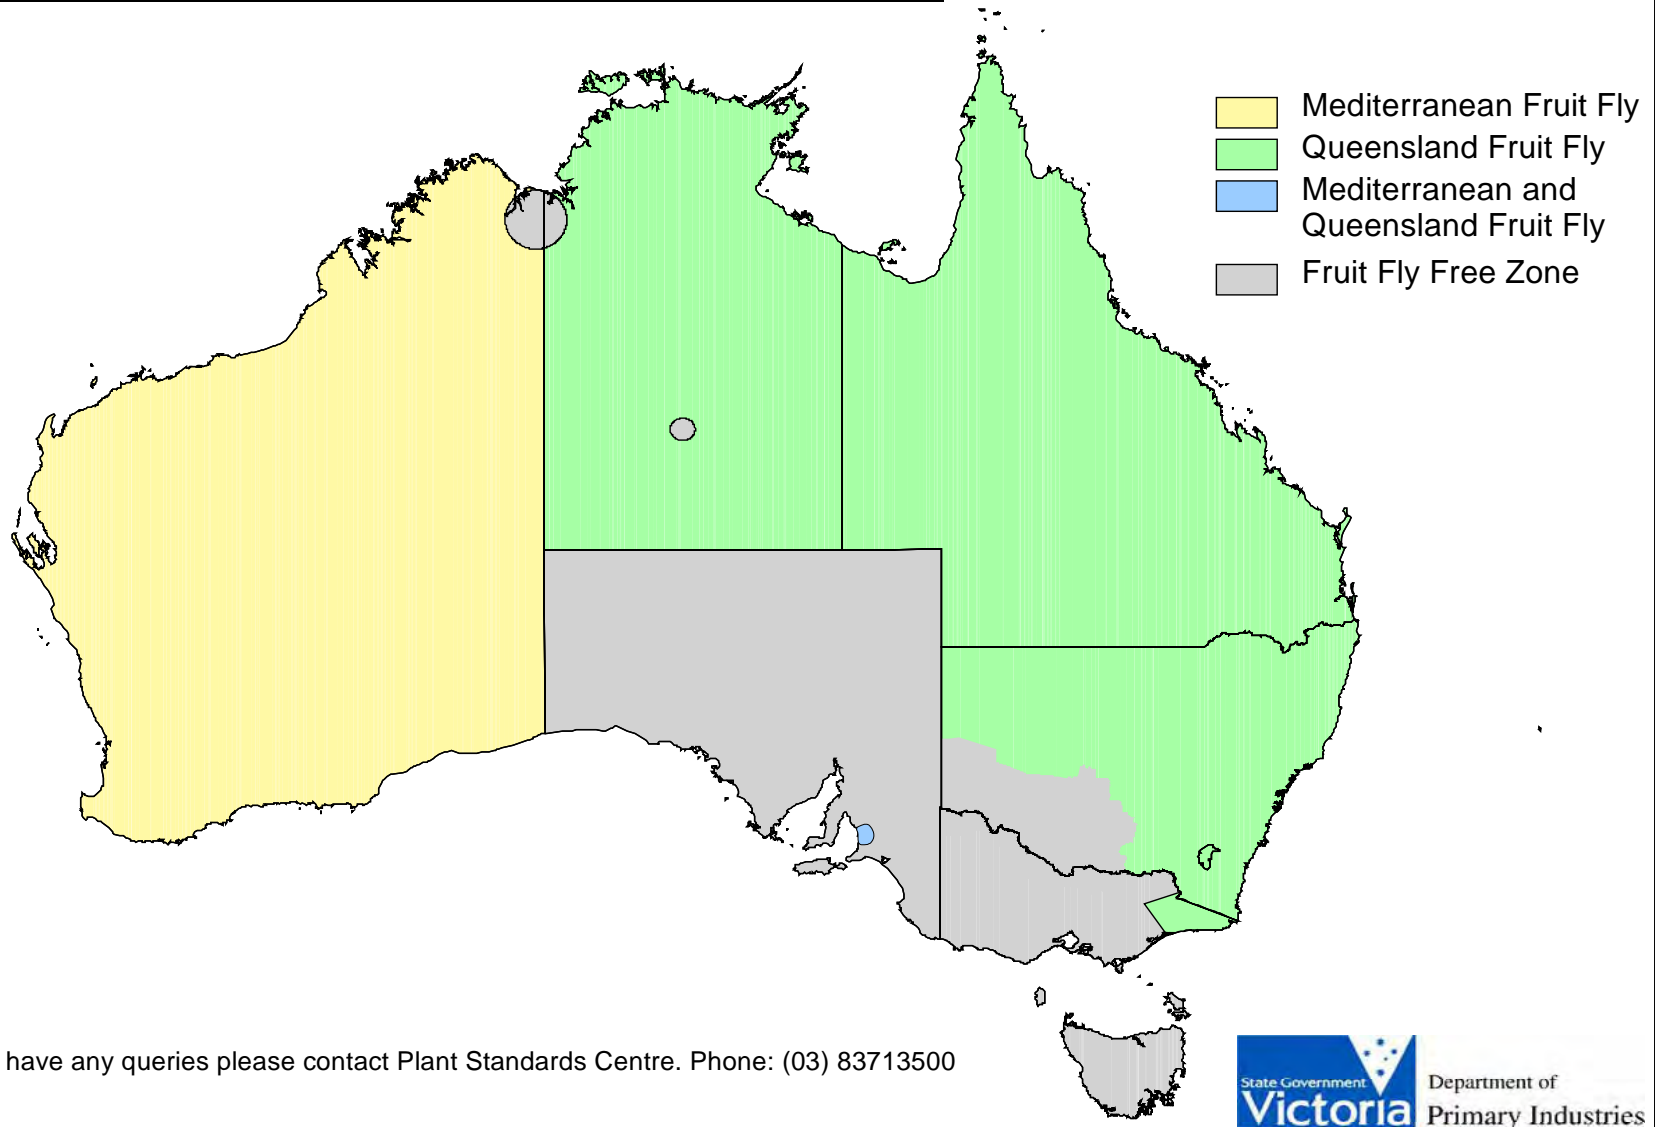 Mediterranean Fruit Fly
Queensland Fruit Fly
Mediterranean and
Queensland Fruit Fly
Fruit Fly Free Zone
have any queries please contact Plant Standards Centre. Phone: (03) 83713500
State Government
Victoria
Department of
Primary Industries